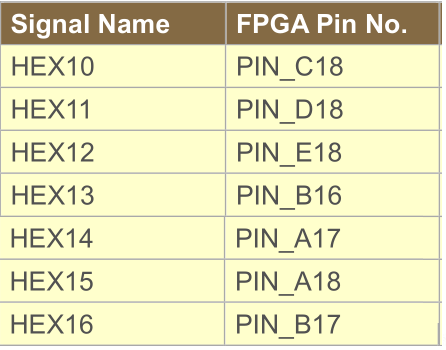 Signal Name FPGA Pin No.
HEX10 PIN_C18
HEX11 PIN_D18
HEX12 PIN_E18
HEX13 PIN_B16
HEX14 PIN_A17
HEX15 PIN_A18
HEX16 PIN_B17